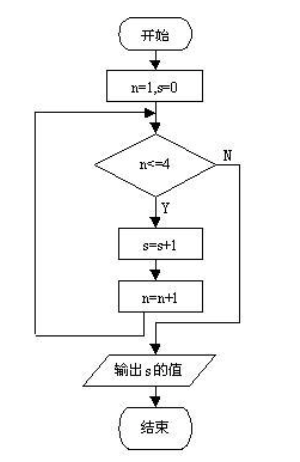 开始
n=1,s=0
n<=4
N
Y
s=s+1
n=n+1
输出s的值
结束